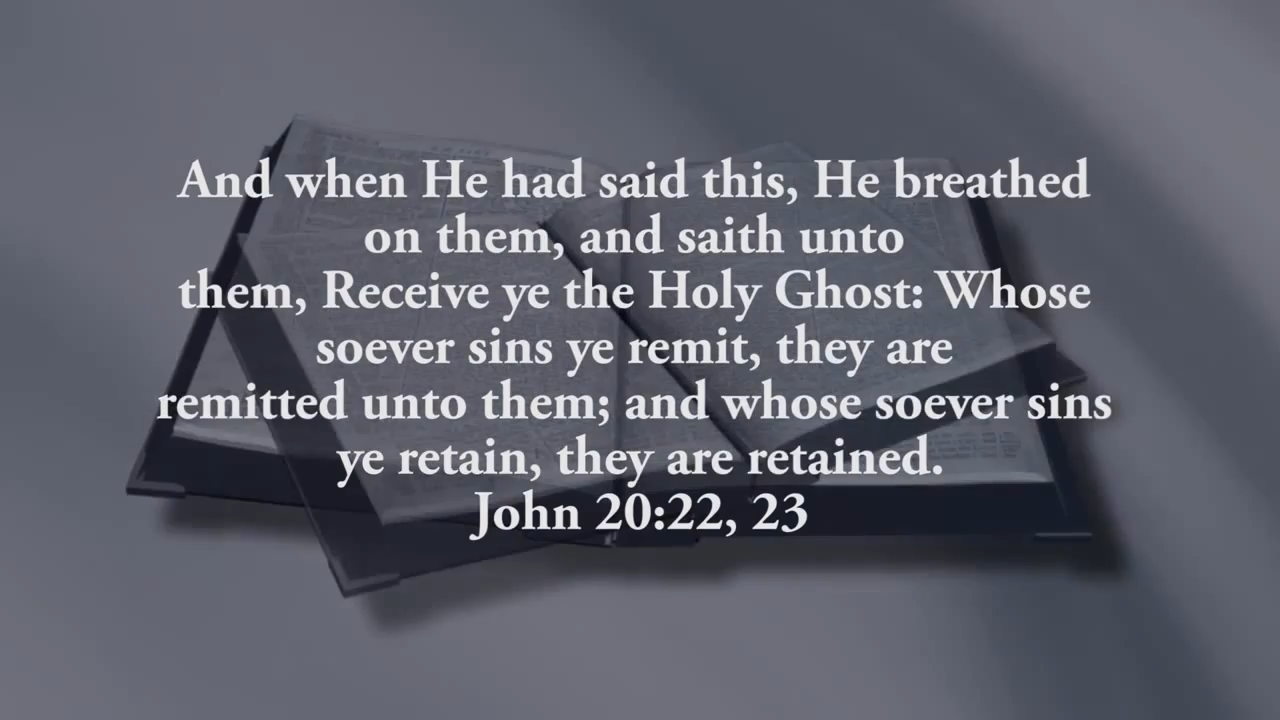 And when He had said this, He breathed
on them, and saith unto
them, Receive ye the Holy Ghost: Whose
soever sins ye remit, they are
remitted unto them; and whose soever sins
ye retain, they are retained.
John 20:22, 23